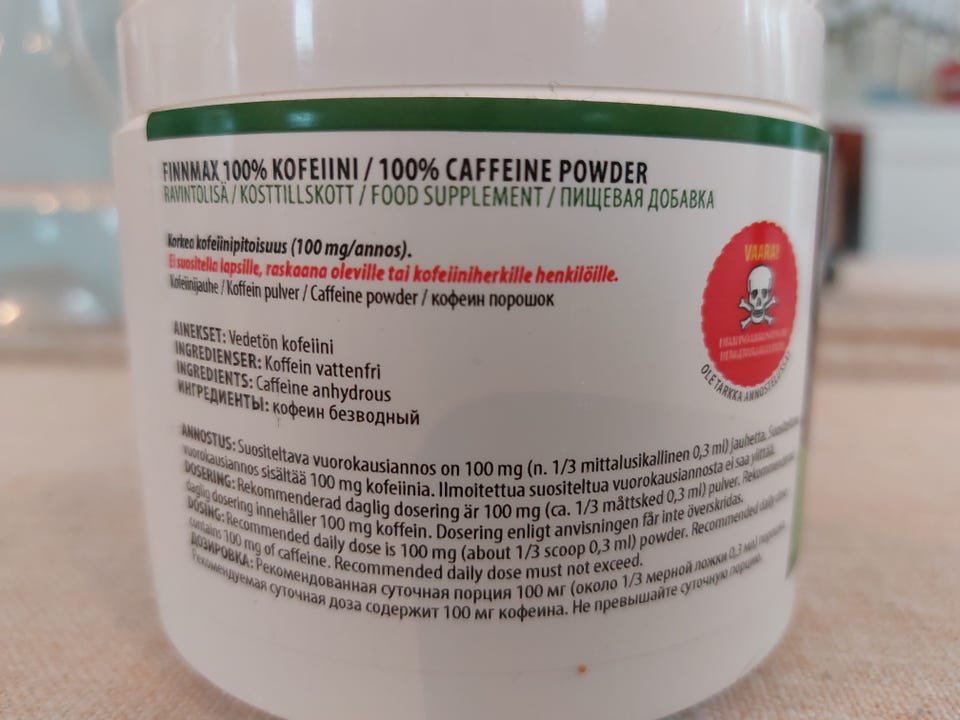 FINNMAX 100% KOFEIINI / 100% CAFFEINE POWDER
RAVINTOLISÄ / KOSTTILLSKOTT / FOOD SUPPLEMENT / ПИЩЕВАЯ ДОБАВКА
Korkea kofeiinipitoisuus (100 mg/annos).
Ei suositella lapsille, raskaana oleville tai kofeiiniherkille henkilöille.
Kofeiinijauhe / Koffein pulver / Caffeine powder / кофеин порошок
VAARA!
OLE TARKKA ANNOSTELUSSA!
AINEKSET: Vedetön kofeiini
INGREDIENSER: Koffein vattenfri
INGREDIENTS: Caffeine anhydrous
ИНГРЕДИЕНТЫ: кофеин безводный
ANNOSTUS: Suositeltava vuorokausiannos on 100 mg (n. 1/3 mittalusikallinen 0,3 ml) jauhetta. Suositeltava
vuorokausiannos sisältää 100 mg kofeiinia. Ilmoitettua suositeltua vuorokausiannosta ei saa ylittää.
DOSERING: Rekommenderad daglig dosering är 100 mg (ca. 1/3 måttsked 0,3 ml) pulver. Rekommenderad
daglig dosering innehåller 100 mg koffein. Dosering enligt anvisningen får inte överskridas.
DOSING: Recommended daily dose is 100 mg (about 1/3 scoop 0,3 ml) powder. Recommended daily dose
contains 100 mg of caffeine. Recommended daily dose must not exceed.
ДОЗИРОВКА: Рекомендованная суточная порция 100 мг (около 1/3 мерной ложки 0,3 мл) порошка.
Рекомендуемая суточная доза содержит 100 мг кофеина. Не превышайте суточную порцию.